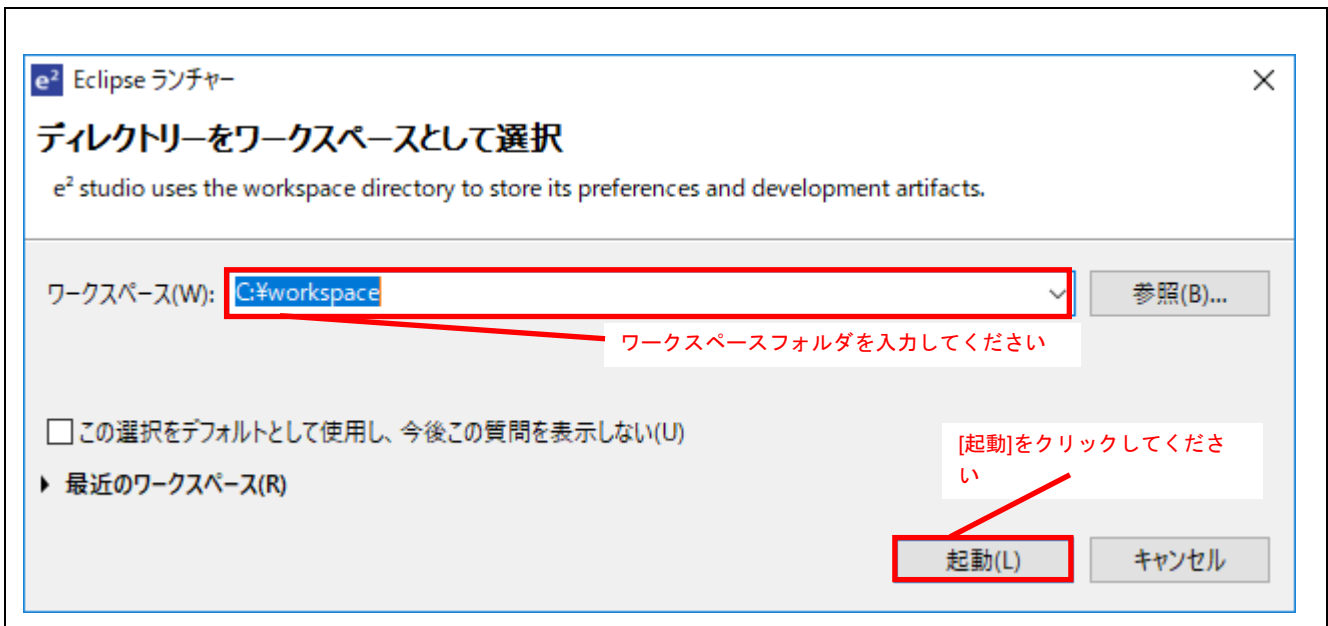 e² Eclipse ランチャー
ディレクトリーをワークスペースとして選択
e² studio uses the workspace directory to store its preferences and development artifacts.
ワークスペース(W): C:¥workspace 参照(B)...
ワークスペースフォルダを入力してください
この選択をデフォルトとして使用し、今後この質問を表示しない(U)
[起動]をクリックしてくださ
い
最近のワークスペース(R)
起動(L) キャンセル